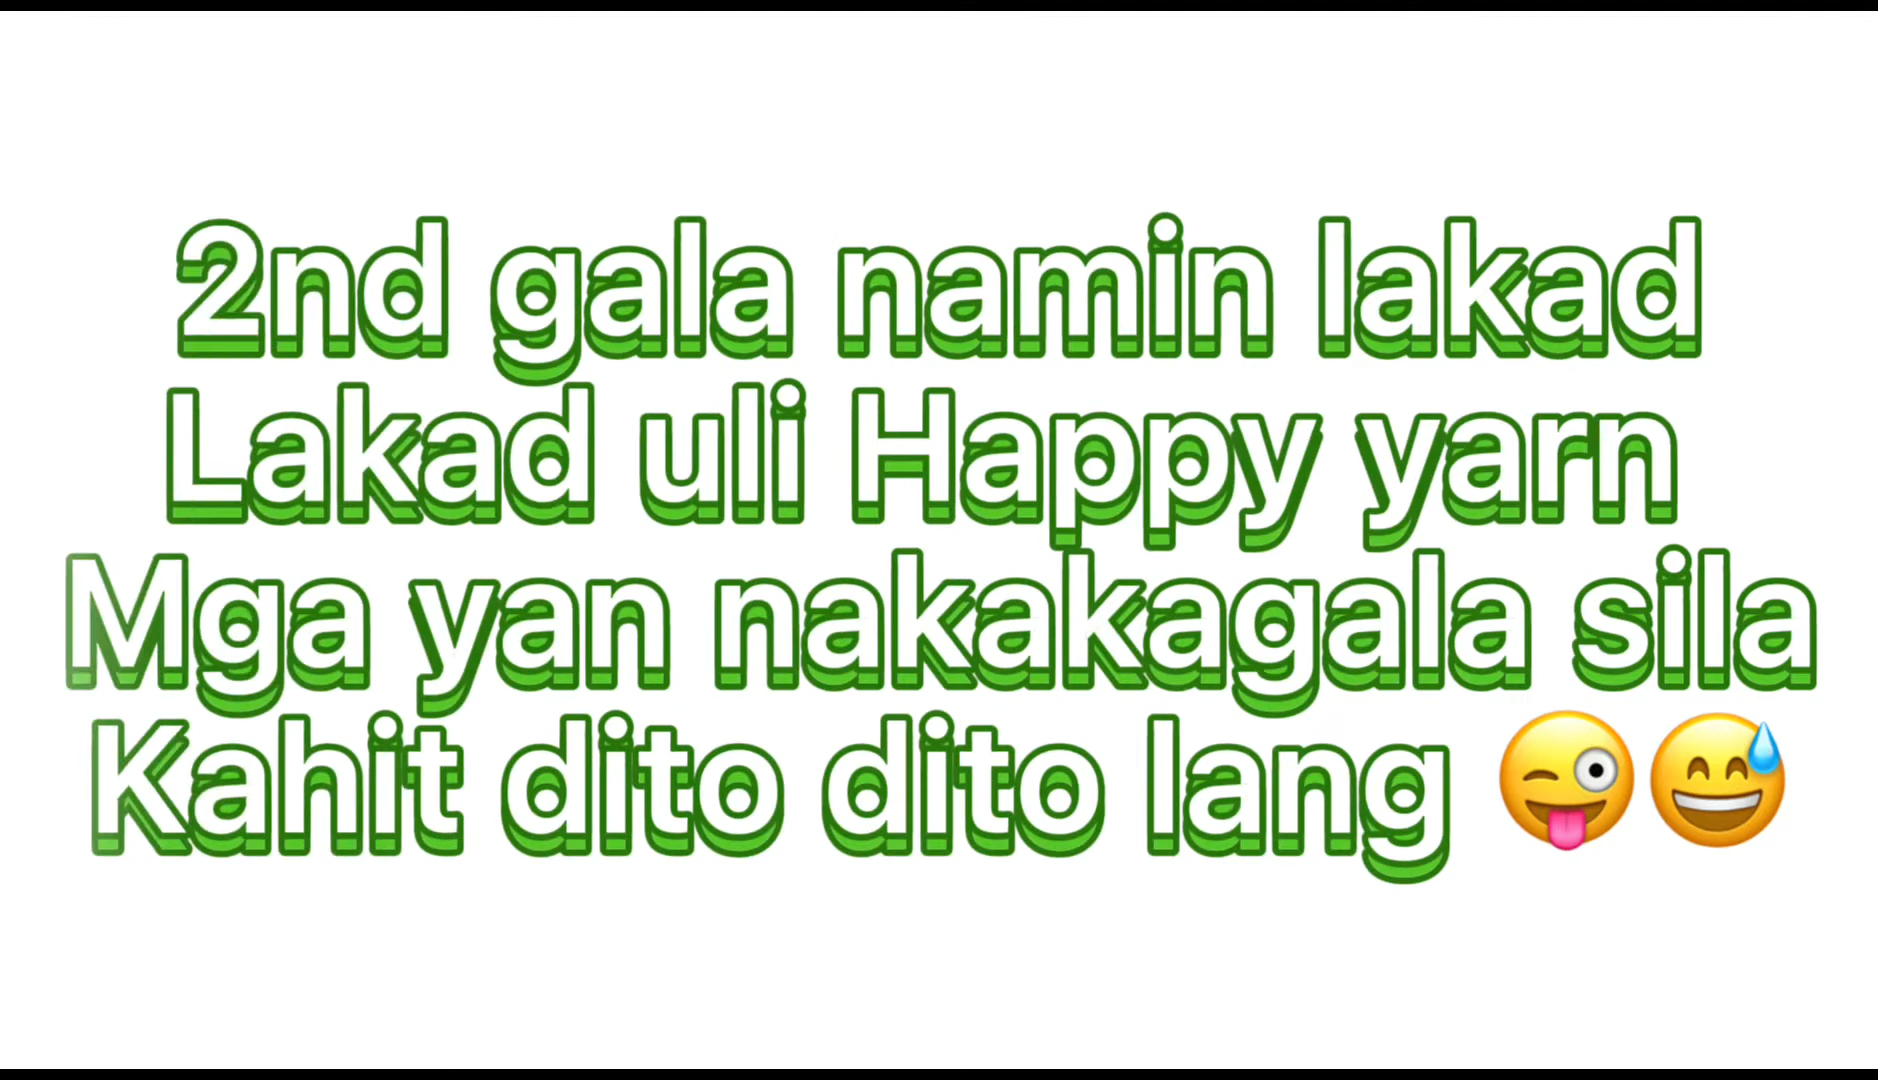 2nd gala namin lakad
Lakad uli Happy yarn
Mga yan nakakagala sila
Kahit dito dito lang 😜😅